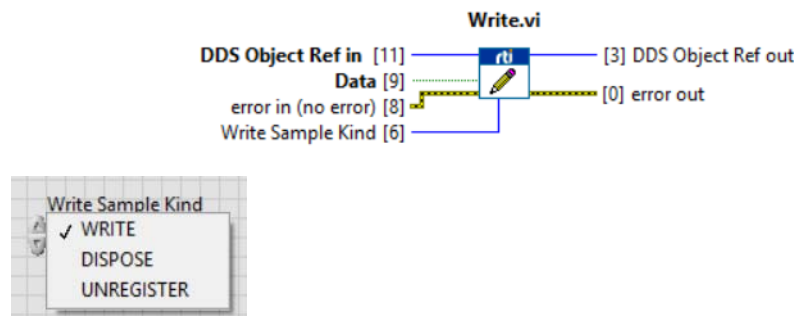 Write.vi
DDS Object Ref in [11]
rti
[3] DDS Object Ref out
Data [9]
error in (no error) [8]
[0] error out
Write Sample Kind [6]
Write Sample Kind
✓ WRITE
DISPOSE
UNREGISTER